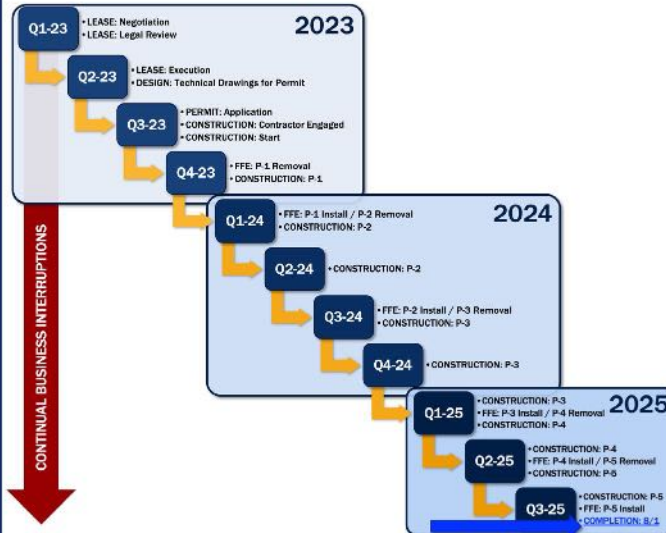 2023
Q1-23
• LEASE: Negotiation
• LEASE: Legal Review
Q2-23
• LEASE: Execution
• DESIGN: Technical Drawings for Permit
Q3-23
• PERMIT: Application
• CONSTRUCTION: Contractor Engaged
• CONSTRUCTION: Start
Q4-23
• FFE: P-1 Removal
• CONSTRUCTION: P-1
2024
Q1-24
• FFE: P-1 Install / P-2 Removal
• CONSTRUCTION: P-2
Q2-24
• CONSTRUCTION: P-2
Q3-24
• FFE: P-2 Install / P-3 Removal
• CONSTRUCTION: P-3
Q4-24
• CONSTRUCTION: P-3
2025
Q1-25
• CONSTRUCTION: P-3
• FFE: P-3 Install / P-4 Removal
• CONSTRUCTION: P-4
Q2-25
• CONSTRUCTION: P-4
• FFE: P-4 Install / P-5 Removal
• CONSTRUCTION: P-5
Q3-25
• CONSTRUCTION: P-5
• FFE: P-5 Install
• COMPLETION: 8/1
CONTINUAL BUSINESS INTERRUPTIONS